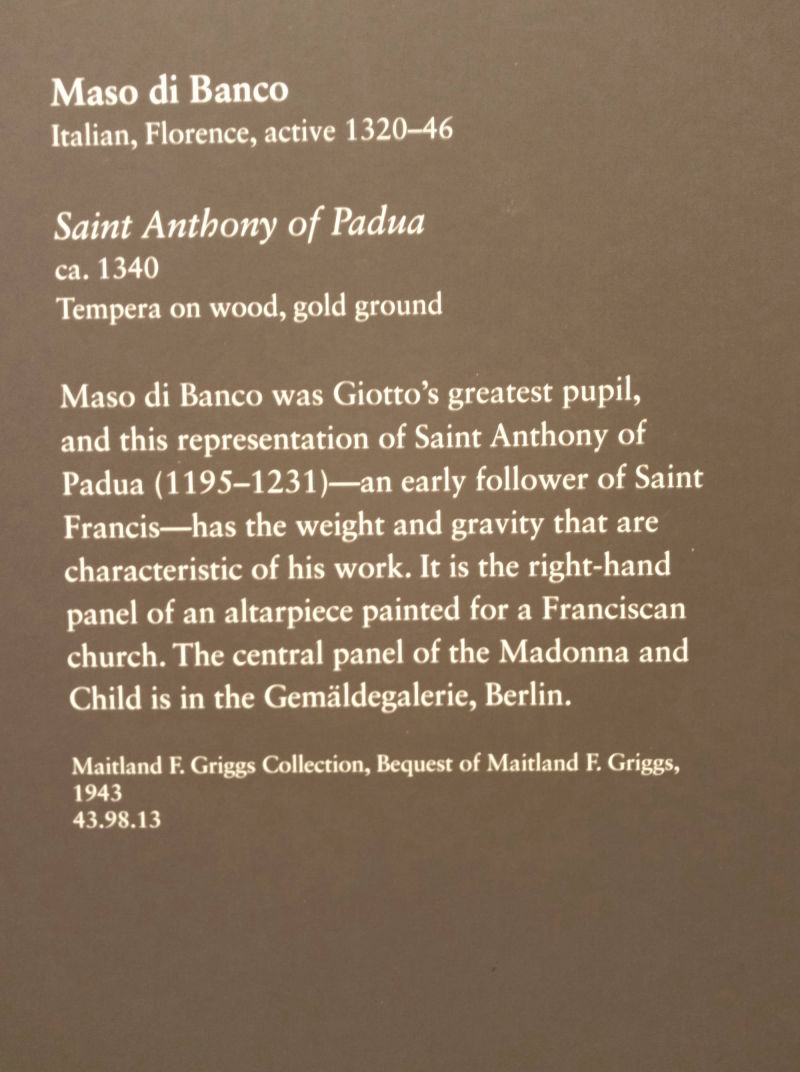 Maso di Banco
Italian, Florence, active 1320–46
Saint Anthony of Padua
ca. 1340
Tempera on wood, gold ground
Maso di Banco was Giotto’s greatest pupil,
and this representation of Saint Anthony of
Padua (1195–1231)—an early follower of Saint
Francis—has the weight and gravity that are
characteristic of his work. It is the right-hand
panel of an altarpiece painted for a Franciscan
church. The central panel of the Madonna and
Child is in the Gemäldegalerie, Berlin.
Maitland F. Griggs Collection, Bequest of Maitland F. Griggs,
1943
43.98.13